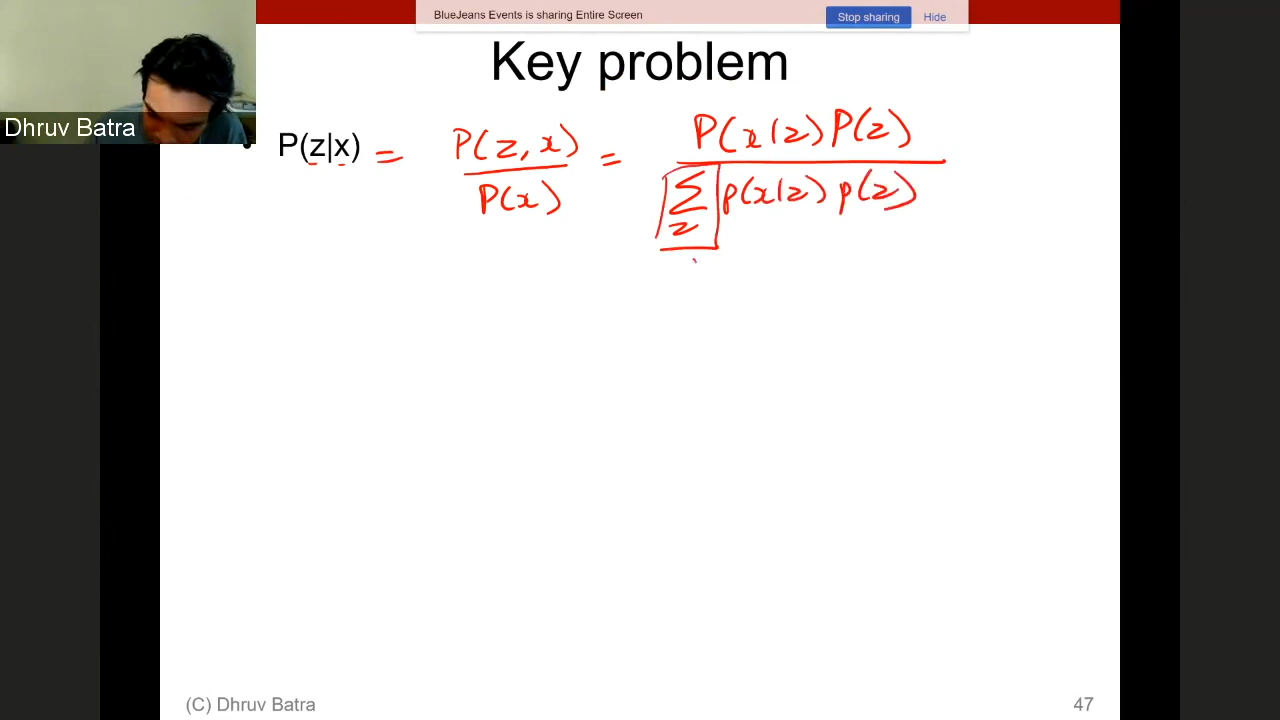 BlueJeans Events is sharing Entire Screen Stop sharing Hide
Key problem
Dhruv Batra
• P(z|x) = P(z, x) / P(x) = P(x|z) P(z) / Σ_z p(x|z) p(z)
(C) Dhruv Batra 47